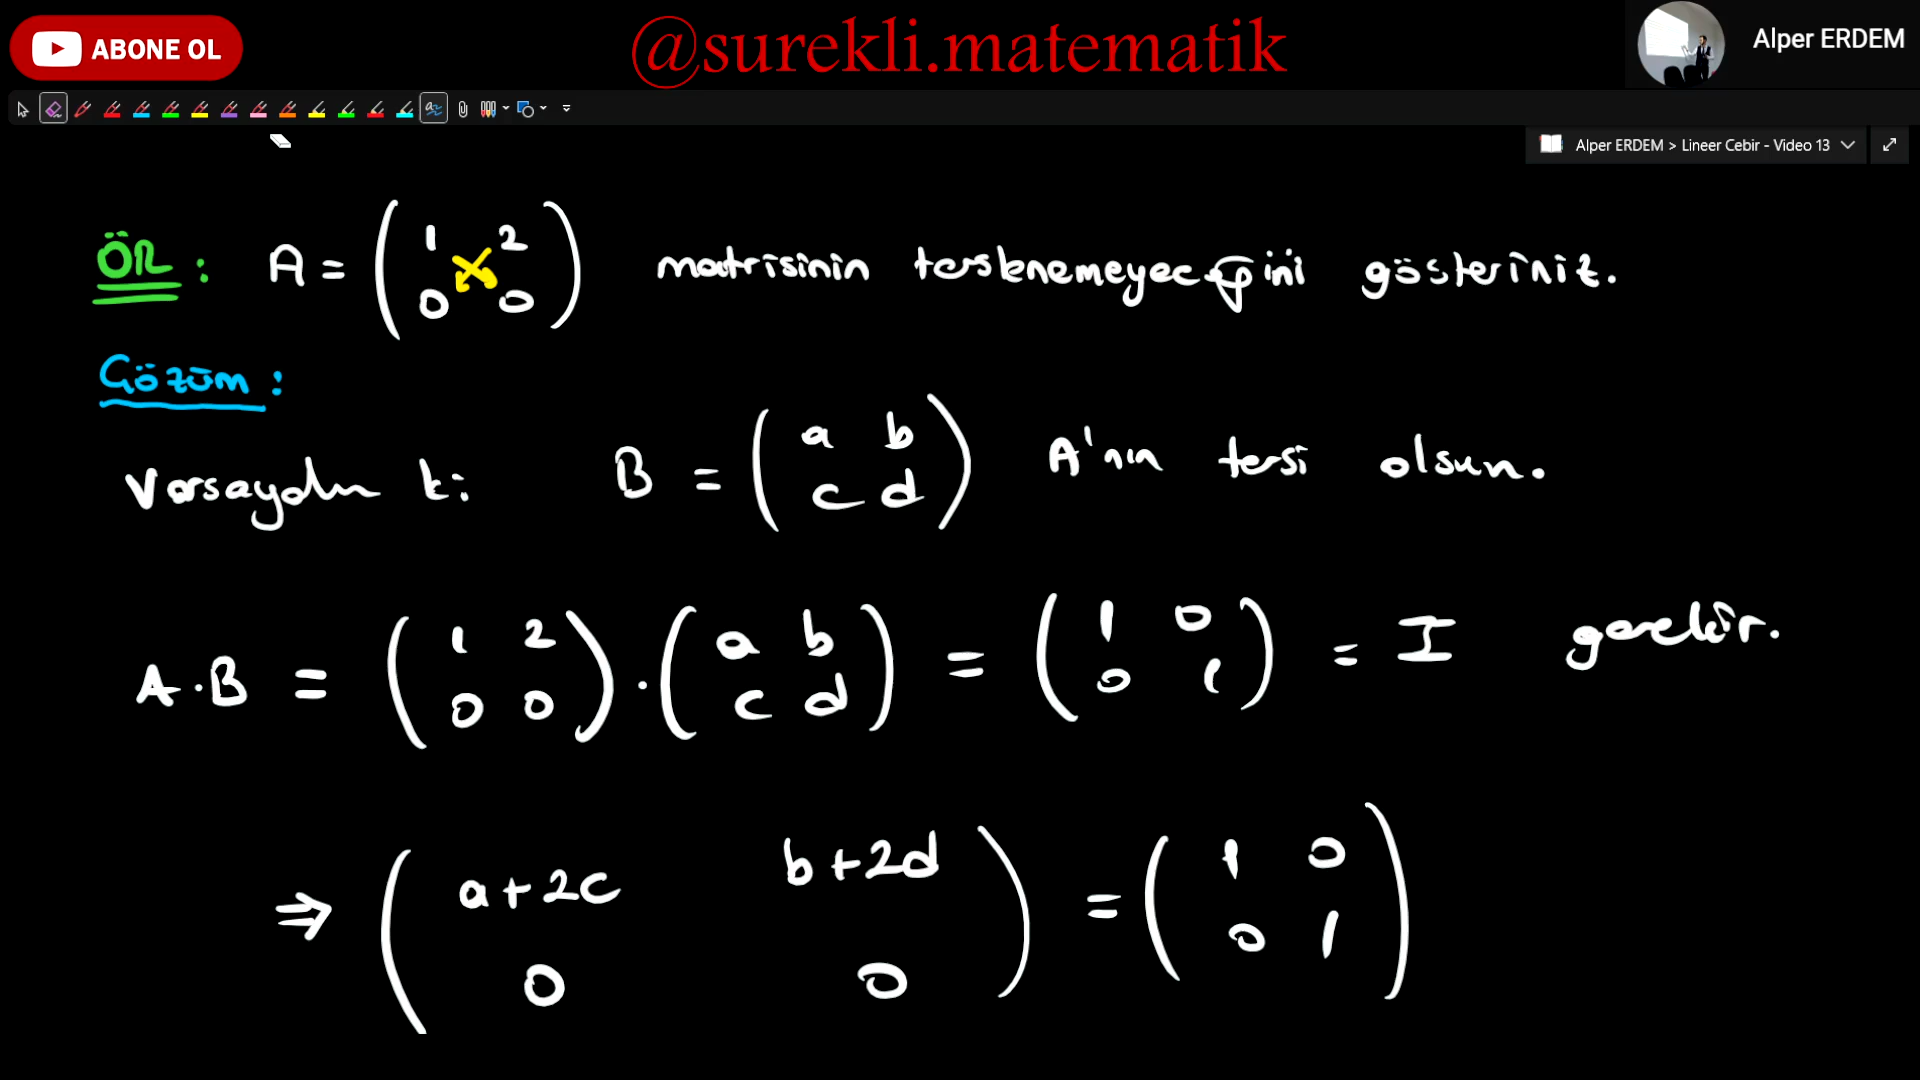 ABONE OL
@surekli.matematik
Alper ERDEM
Alper ERDEM > Lineer Cebir - Video 13
ÖR : A = ( 1 2 0 0 ) matrisinin terslenemeyeceğini gösteriniz.
Çözüm :
Varsayalım ki B = ( a b c d ) A'nın tersi olsun.
A·B = ( 1 2 0 0 ) · ( a b c d ) = ( 1 0 0 1 ) = I gerekir.
⇒ ( a+2c b+2d 0 0 ) = ( 1 0 0 1 )